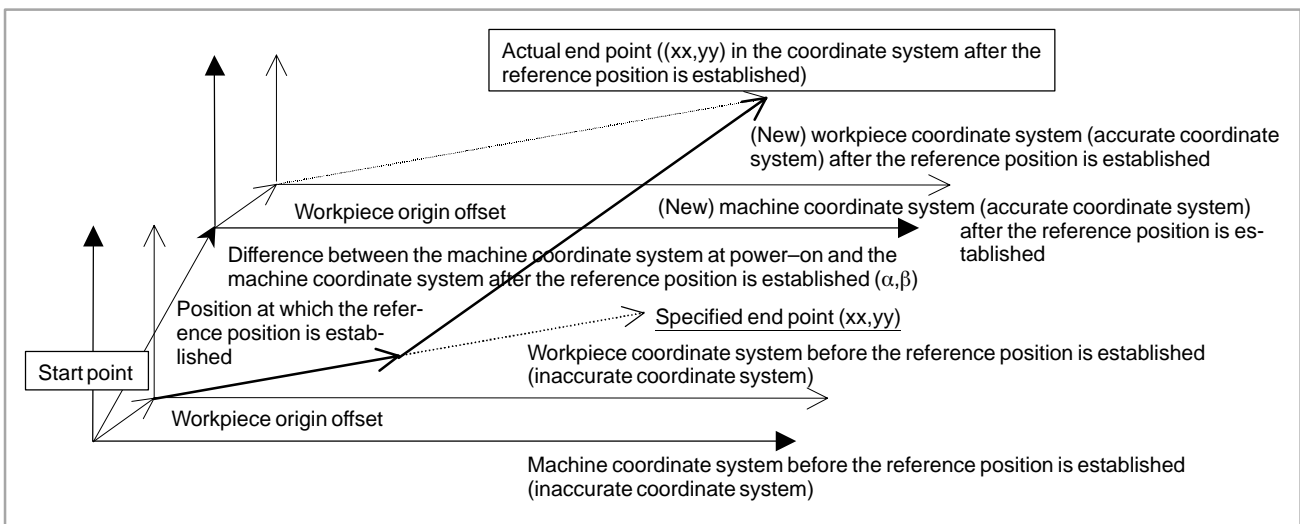 Actual end point ((xx,yy) in the coordinate system after the
reference position is established)
(New) workpiece coordinate system (accurate coordinate
system) after the reference position is established
Workpiece origin offset
(New) machine coordinate system (accurate coordinate system)
after the reference position is es-
tablished
Difference between the machine coordinate system at power–on and the
machine coordinate system after the reference position is established (α,β)
Position at which the refer-
ence position is estab-
lished
Specified end point (xx,yy)
Start point
Workpiece coordinate system before the reference position is established
(inaccurate coordinate system)
Workpiece origin offset
Machine coordinate system before the reference position is established
(inaccurate coordinate system)